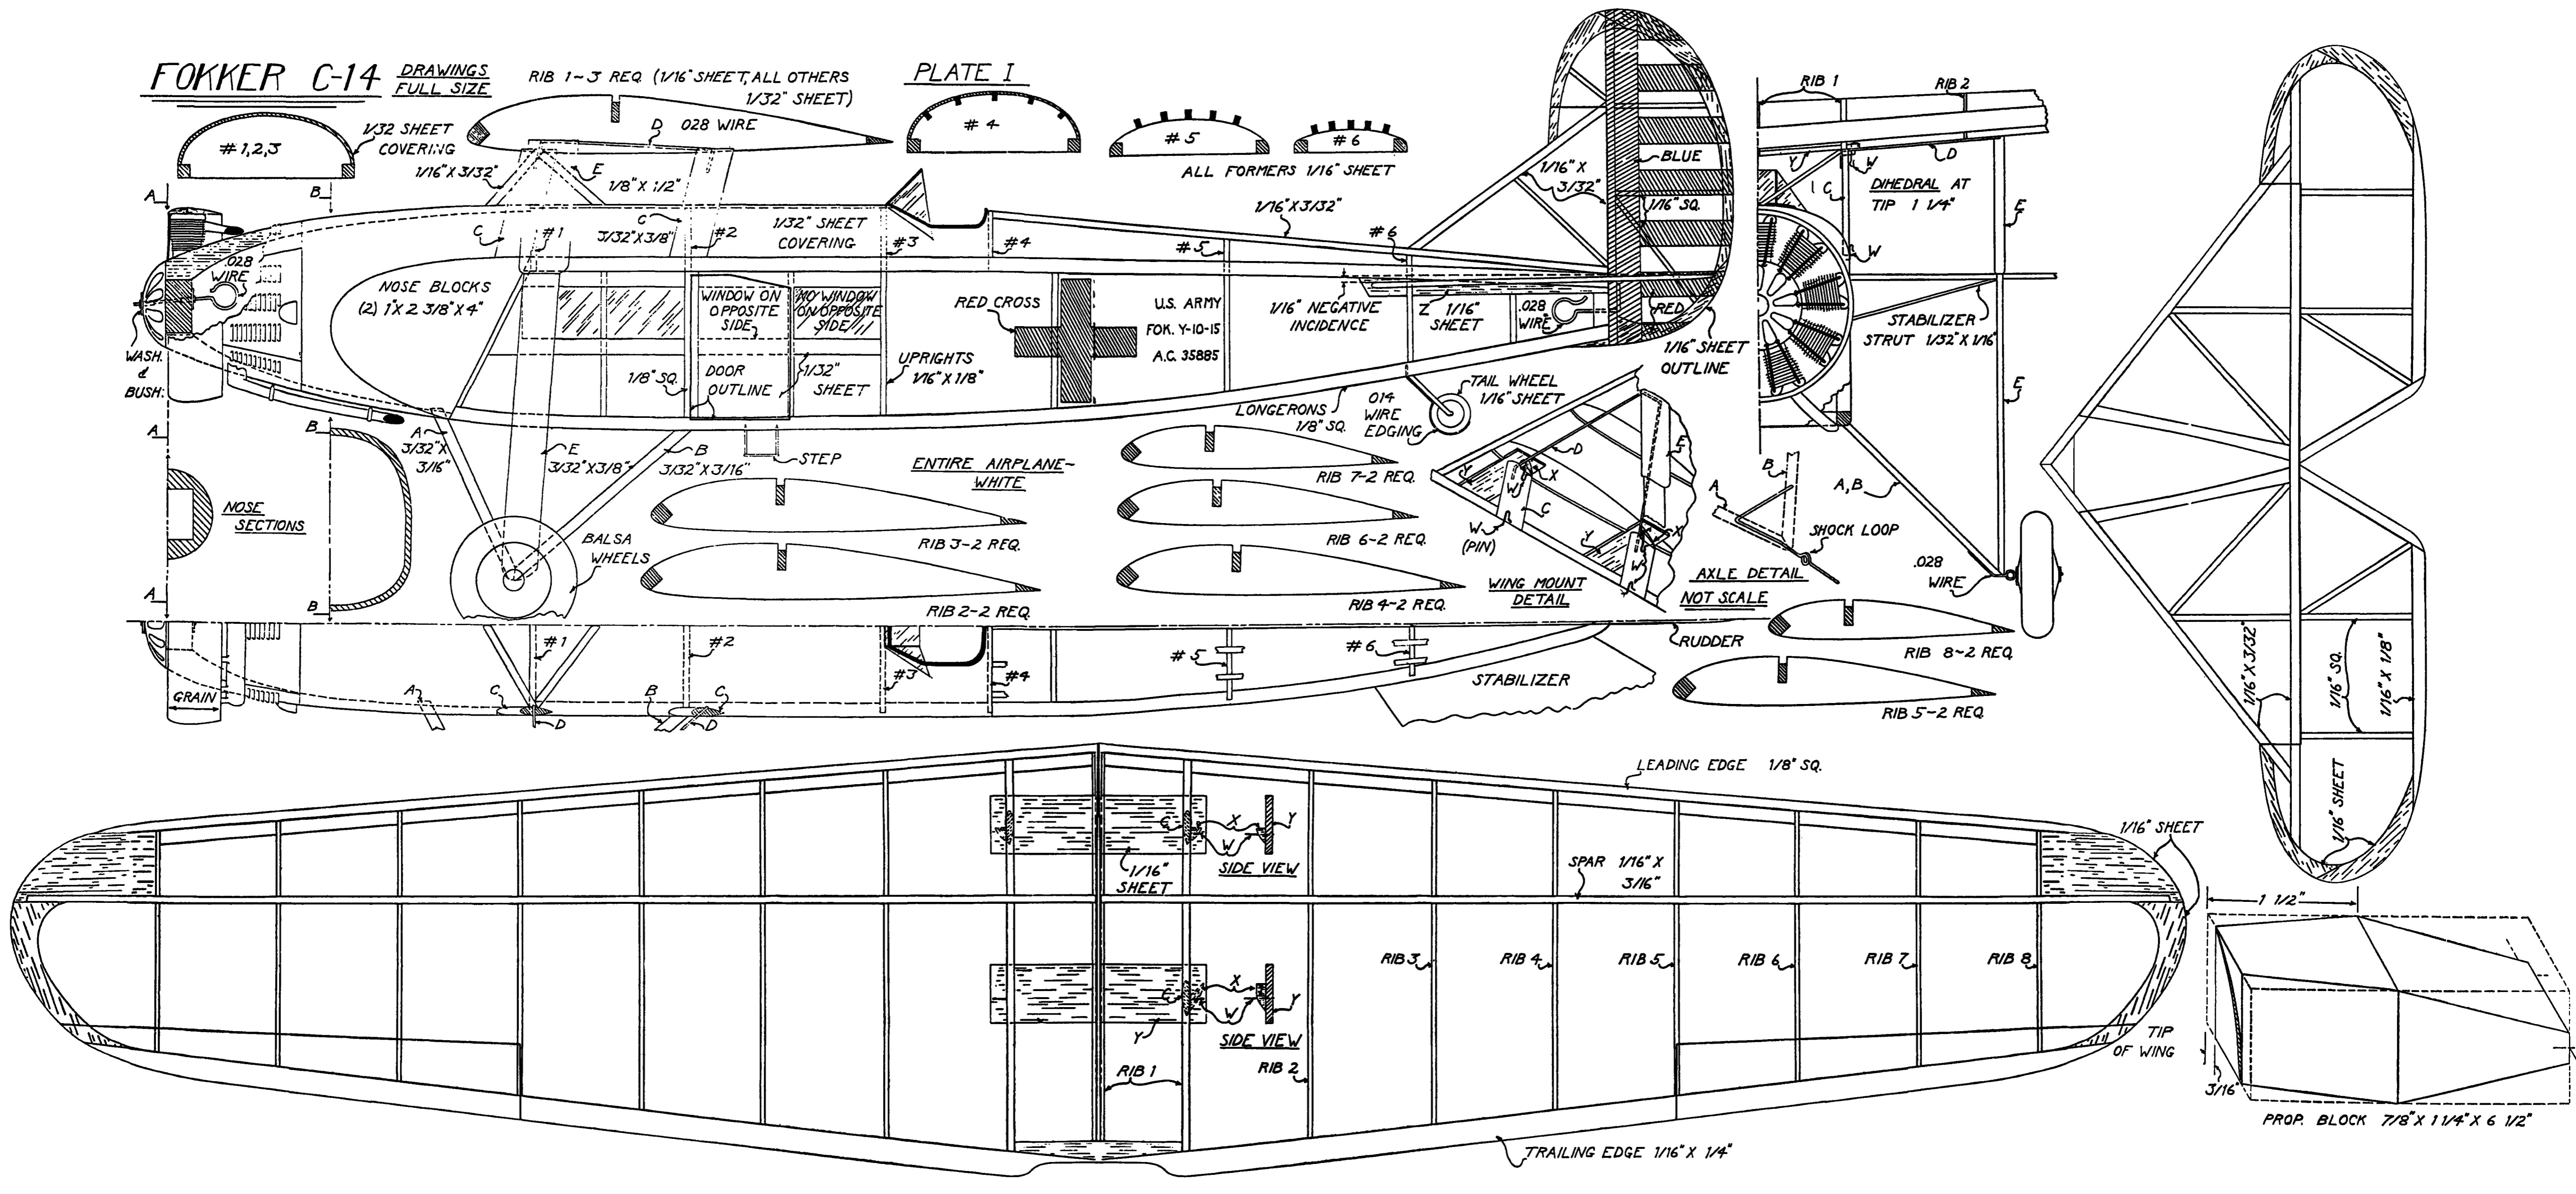 FOKKER C-14
DRAWINGS
FULL SIZE
RIB 1-3 REQ. (1/16" SHEET, ALL OTHERS
1/32" SHEET)
PLATE I
# 1,2,3
1/32 SHEET
COVERING
D .028 WIRE
# 4
# 5
# 6
ALL FORMERS 1/16" SHEET
1/16" X 3/32"
E
1/8" X 1/2"
A
B
C
C
3/32" X 3/8"
#1
#2
1/32" SHEET
COVERING
#3
#4
1/16" X 3/32"
#5
#6
1/16" X
3/32"
BLUE
1/16" SQ.
RED
1/16" SHEET
OUTLINE
.028
WIRE
NOSE BLOCKS
(2) 1" X 2 3/8" X 4"
WINDOW ON
OPPOSITE
SIDE
NO WINDOW
ON OPPOSITE
SIDE
RED CROSS
U.S. ARMY
FOK. Y-10-15
A.C. 35885
1/16" NEGATIVE
INCIDENCE
Z 1/16"
SHEET
.028
WIRE
WASH.
&
BUSH.
1/8" SQ.
DOOR
OUTLINE
1/32"
SHEET
UPRIGHTS
1/16" X 1/8"
LONGERONS
1/8" SQ.
.014
WIRE
EDGING
TAIL WHEEL
1/16" SHEET
A
3/32" X
3/16"
E
3/32" X 3/8"
B
3/32" X 3/16"
STEP
ENTIRE AIRPLANE-
WHITE
A
B
NOSE
SECTIONS
A
B
BALSA
WHEELS
RIB 3-2 REQ.
RIB 2-2 REQ.
RIB 7-2 REQ.
RIB 6-2 REQ.
RIB 4-2 REQ.
Y
D
E
X
W
C
W
(PIN)
Y
X
W
WING MOUNT
DETAIL
A
B
SHOCK LOOP
AXLE DETAIL
NOT SCALE
RIB 1
RIB 2
Y
W
D
C
DIHEDRAL AT
TIP 1 1/4"
E
W
STABILIZER
STRUT 1/32" X 1/16"
E
A,B
.028
WIRE
RIB 8-2 REQ.
RIB 5-2 REQ.
RUDDER
GRAIN
A
C
#1
D
#2
B
C
D
#3
#4
#5
#6
STABILIZER
1/16" X 3/32"
1/16" SQ.
1/16" X 1/8"
1/16" SHEET
LEADING EDGE 1/8" SQ.
1/16" SHEET
C
X
Y
W
SIDE VIEW
1/16"
SHEET
SPAR 1/16" X
3/16"
C
X
Y
W
Y
SIDE VIEW
RIB 1
RIB 2
RIB 3
RIB 4
RIB 5
RIB 6
RIB 7
RIB 8
TIP
OF WING
TRAILING EDGE 1/16" X 1/4"
1 1/2"
3/16"
PROP. BLOCK 7/8" X 1 1/4" X 6 1/2"